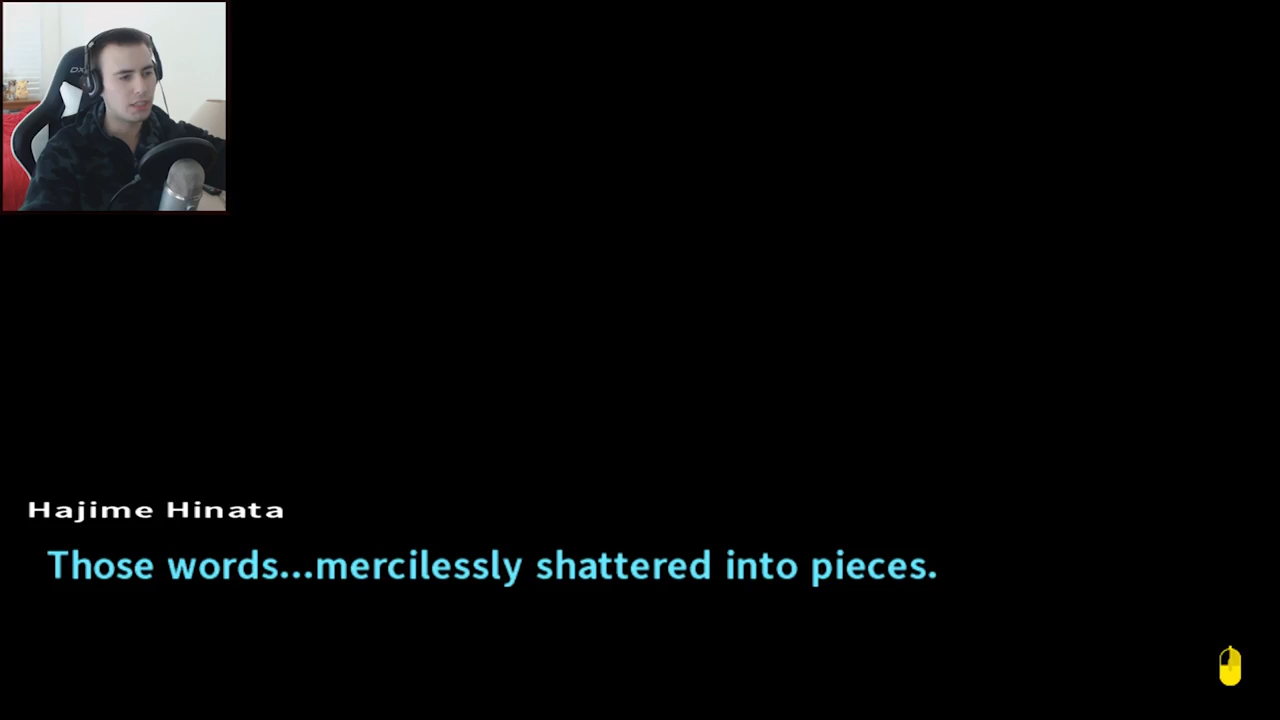 Hajime Hinata
Those words...mercilessly shattered into pieces.